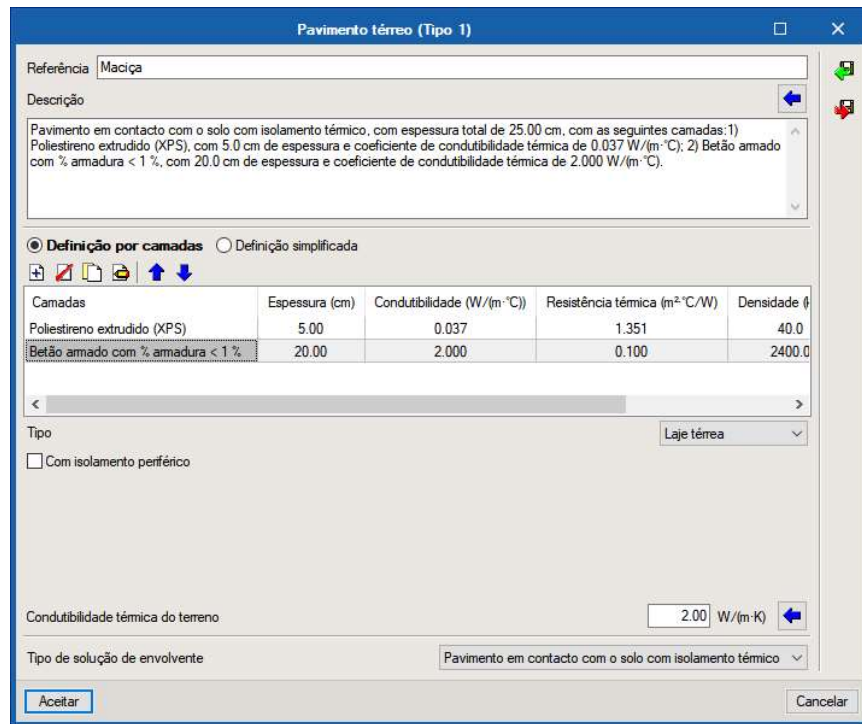 Pavimento térreo (Tipo 1)
Referência Maciça
Descrição
Pavimento em contacto com o solo com isolamento térmico, com espessura total de 25.00 cm, com as seguintes camadas:1)
Poliestireno extrudido (XPS), com 5.0 cm de espessura e coeficiente de condutibilidade térmica de 0.037 W/(m·°C); 2) Betão armado
com % armadura < 1 %, com 20.0 cm de espessura e coeficiente de condutibilidade térmica de 2.000 W/(m·°C).
Definição por camadas Definição simplificada
Camadas Espessura (cm) Condutibilidade (W/(m·°C)) Resistência térmica (m²·°C/W) Densidade (
Poliestireno extrudido (XPS) 5.00 0.037 1.351 40.0
Betão armado com % armadura < 1 % 20.00 2.000 0.100 2400.0
Tipo Laje térrea
Com isolamento periférico
Condutibilidade térmica do terreno 2.00 W/(m·K)
Tipo de solução de envolvente Pavimento em contacto com o solo com isolamento térmico
Aceitar Cancelar